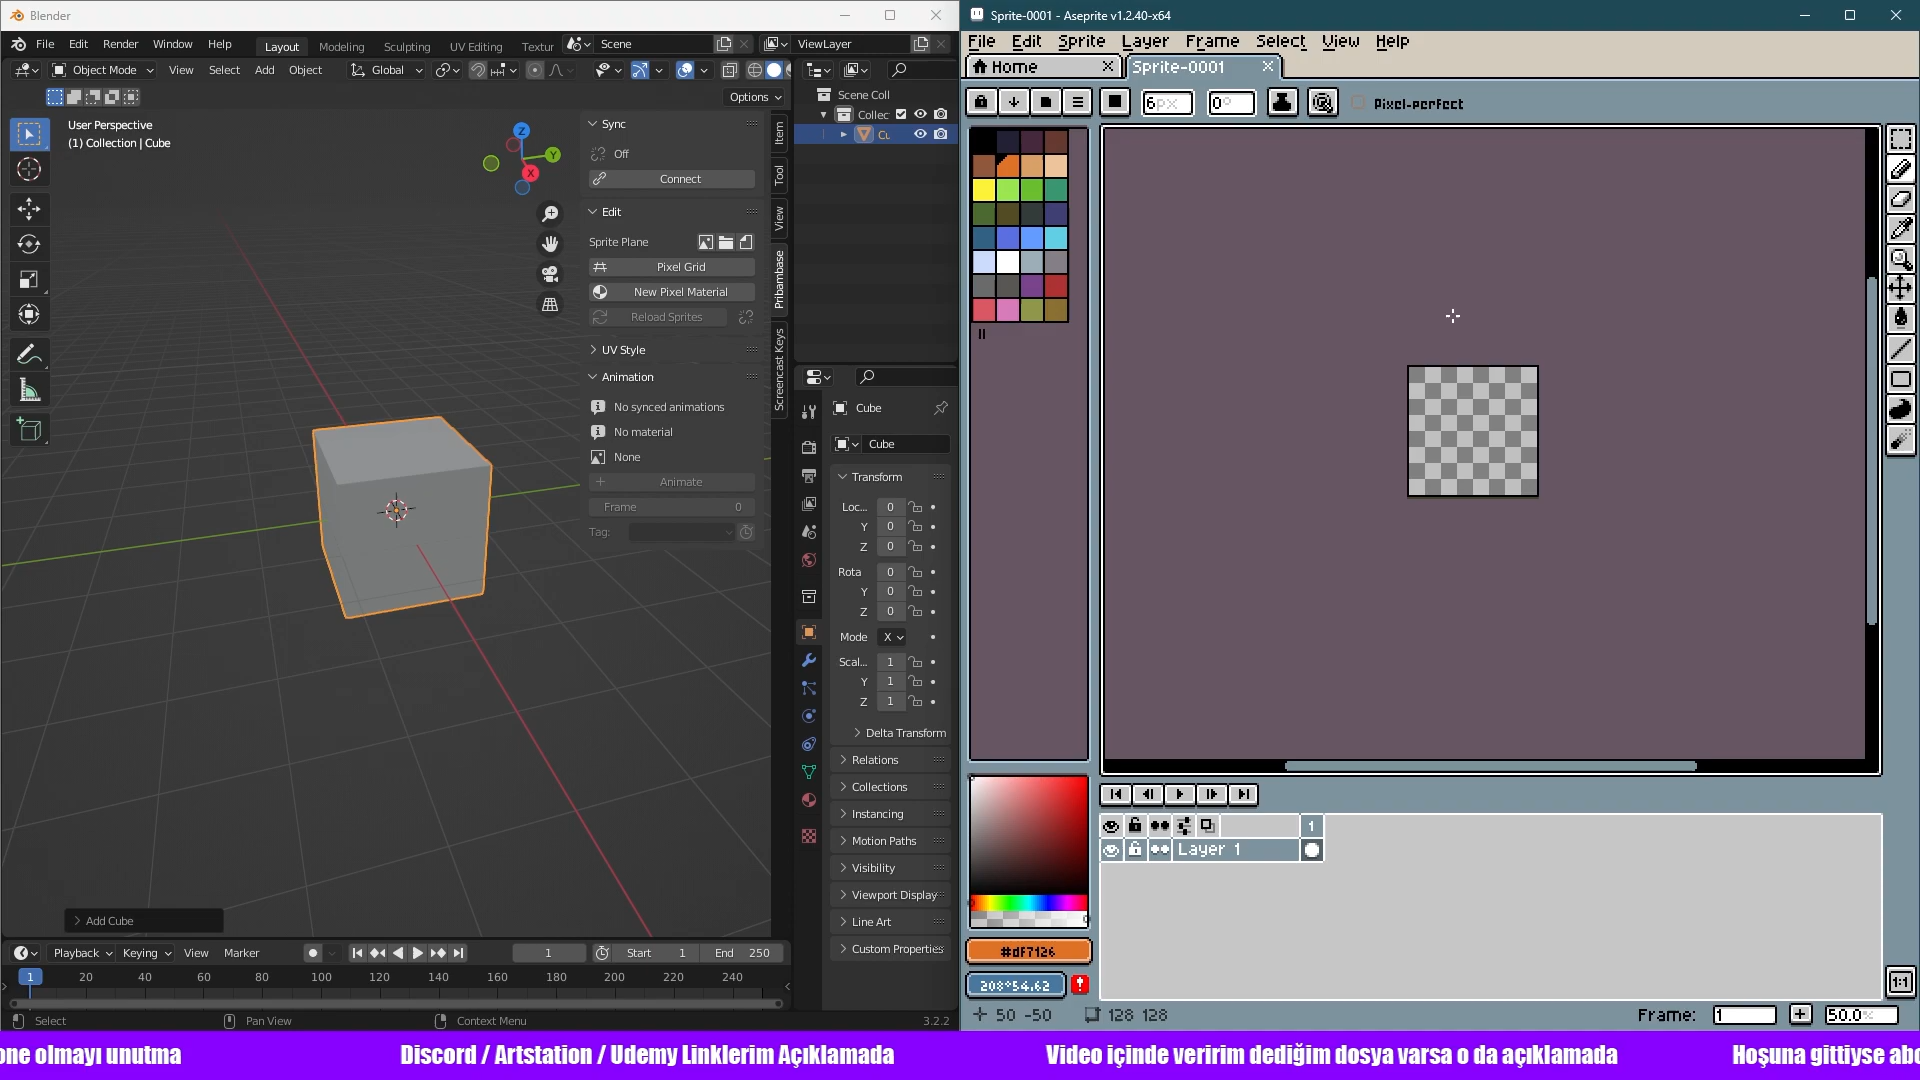 Blender
Sprite-0001 - Aseprite v1.2.40-x64
File Edit Render Window Help Layout Modeling Sculpting UV Editing Textur Scene ViewLayer
Object Mode View Select Add Object Global
Options
User Perspective
(1) Collection | Cube
Z
Y
X
Sync
Off
Connect
Edit
Sprite Plane
Pixel Grid
New Pixel Material
Reload Sprites
UV Style
Animation
No synced animations
No material
None
Animate
Frame 0
Tag:
Item
Tool
View
Pribambase
Screencast Keys
Scene Coll
Collec
Cu
Cube
Cube
Transform
Loc... 0
Y 0
Z 0
Rota 0
Y 0
Z 0
Mode X
Scal... 1
Y 1
Z 1
Delta Transform
Relations
Collections
Instancing
Motion Paths
Visibility
Viewport Display
Line Art
Custom Properties
Add Cube
Playback Keying View Marker 1 Start 1 End 250
1 20 40 60 80 100 120 140 160 180 200 220 240
Select Pan View Context Menu 3.2.2
File Edit Sprite Layer Frame Select View Help
Home Sprite-0001
6px 0° Pixel-perfect
1
Layer 1
#df7126
208°54.62
1:1
50 -50 128 128 Frame: 1 50.0%
one olmayı unutma Discord / Artstation / Udemy Linklerim Açıklamada Video içinde veririm dediğim dosya varsa o da açıklamada Hoşuna gittiyse abo